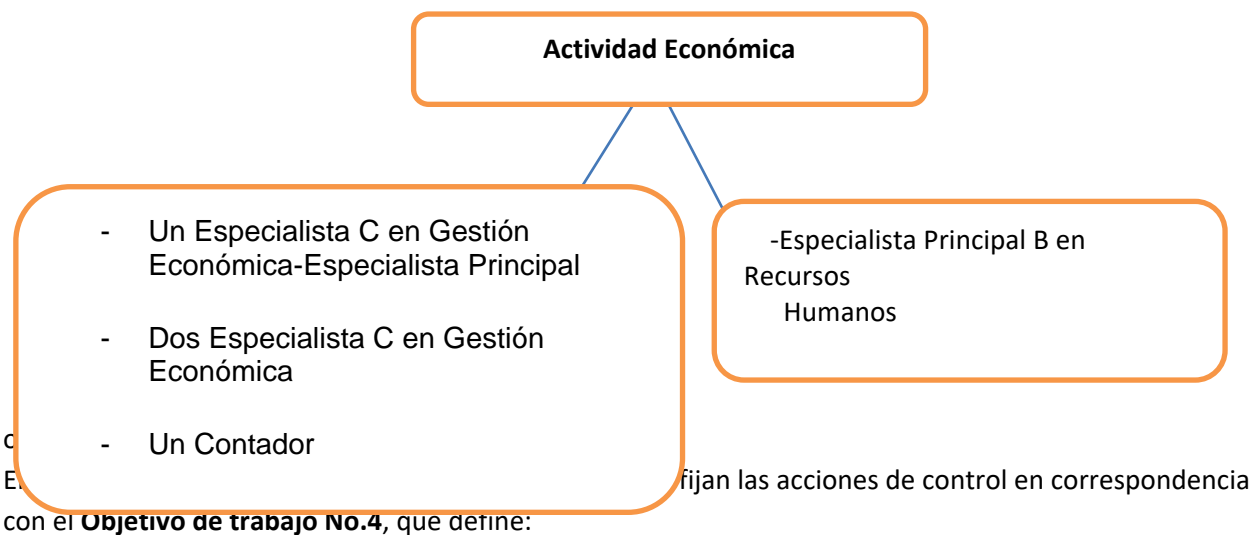 Actividad Económica
- Un Especialista C en Gestión
Económica-Especialista Principal
- Dos Especialista C en Gestión
Económica
- Un Contador
-Especialista Principal B en
Recursos
Humanos
fijan las acciones de control en correspondencia
con el Objetivo de trabajo No.4, que define: